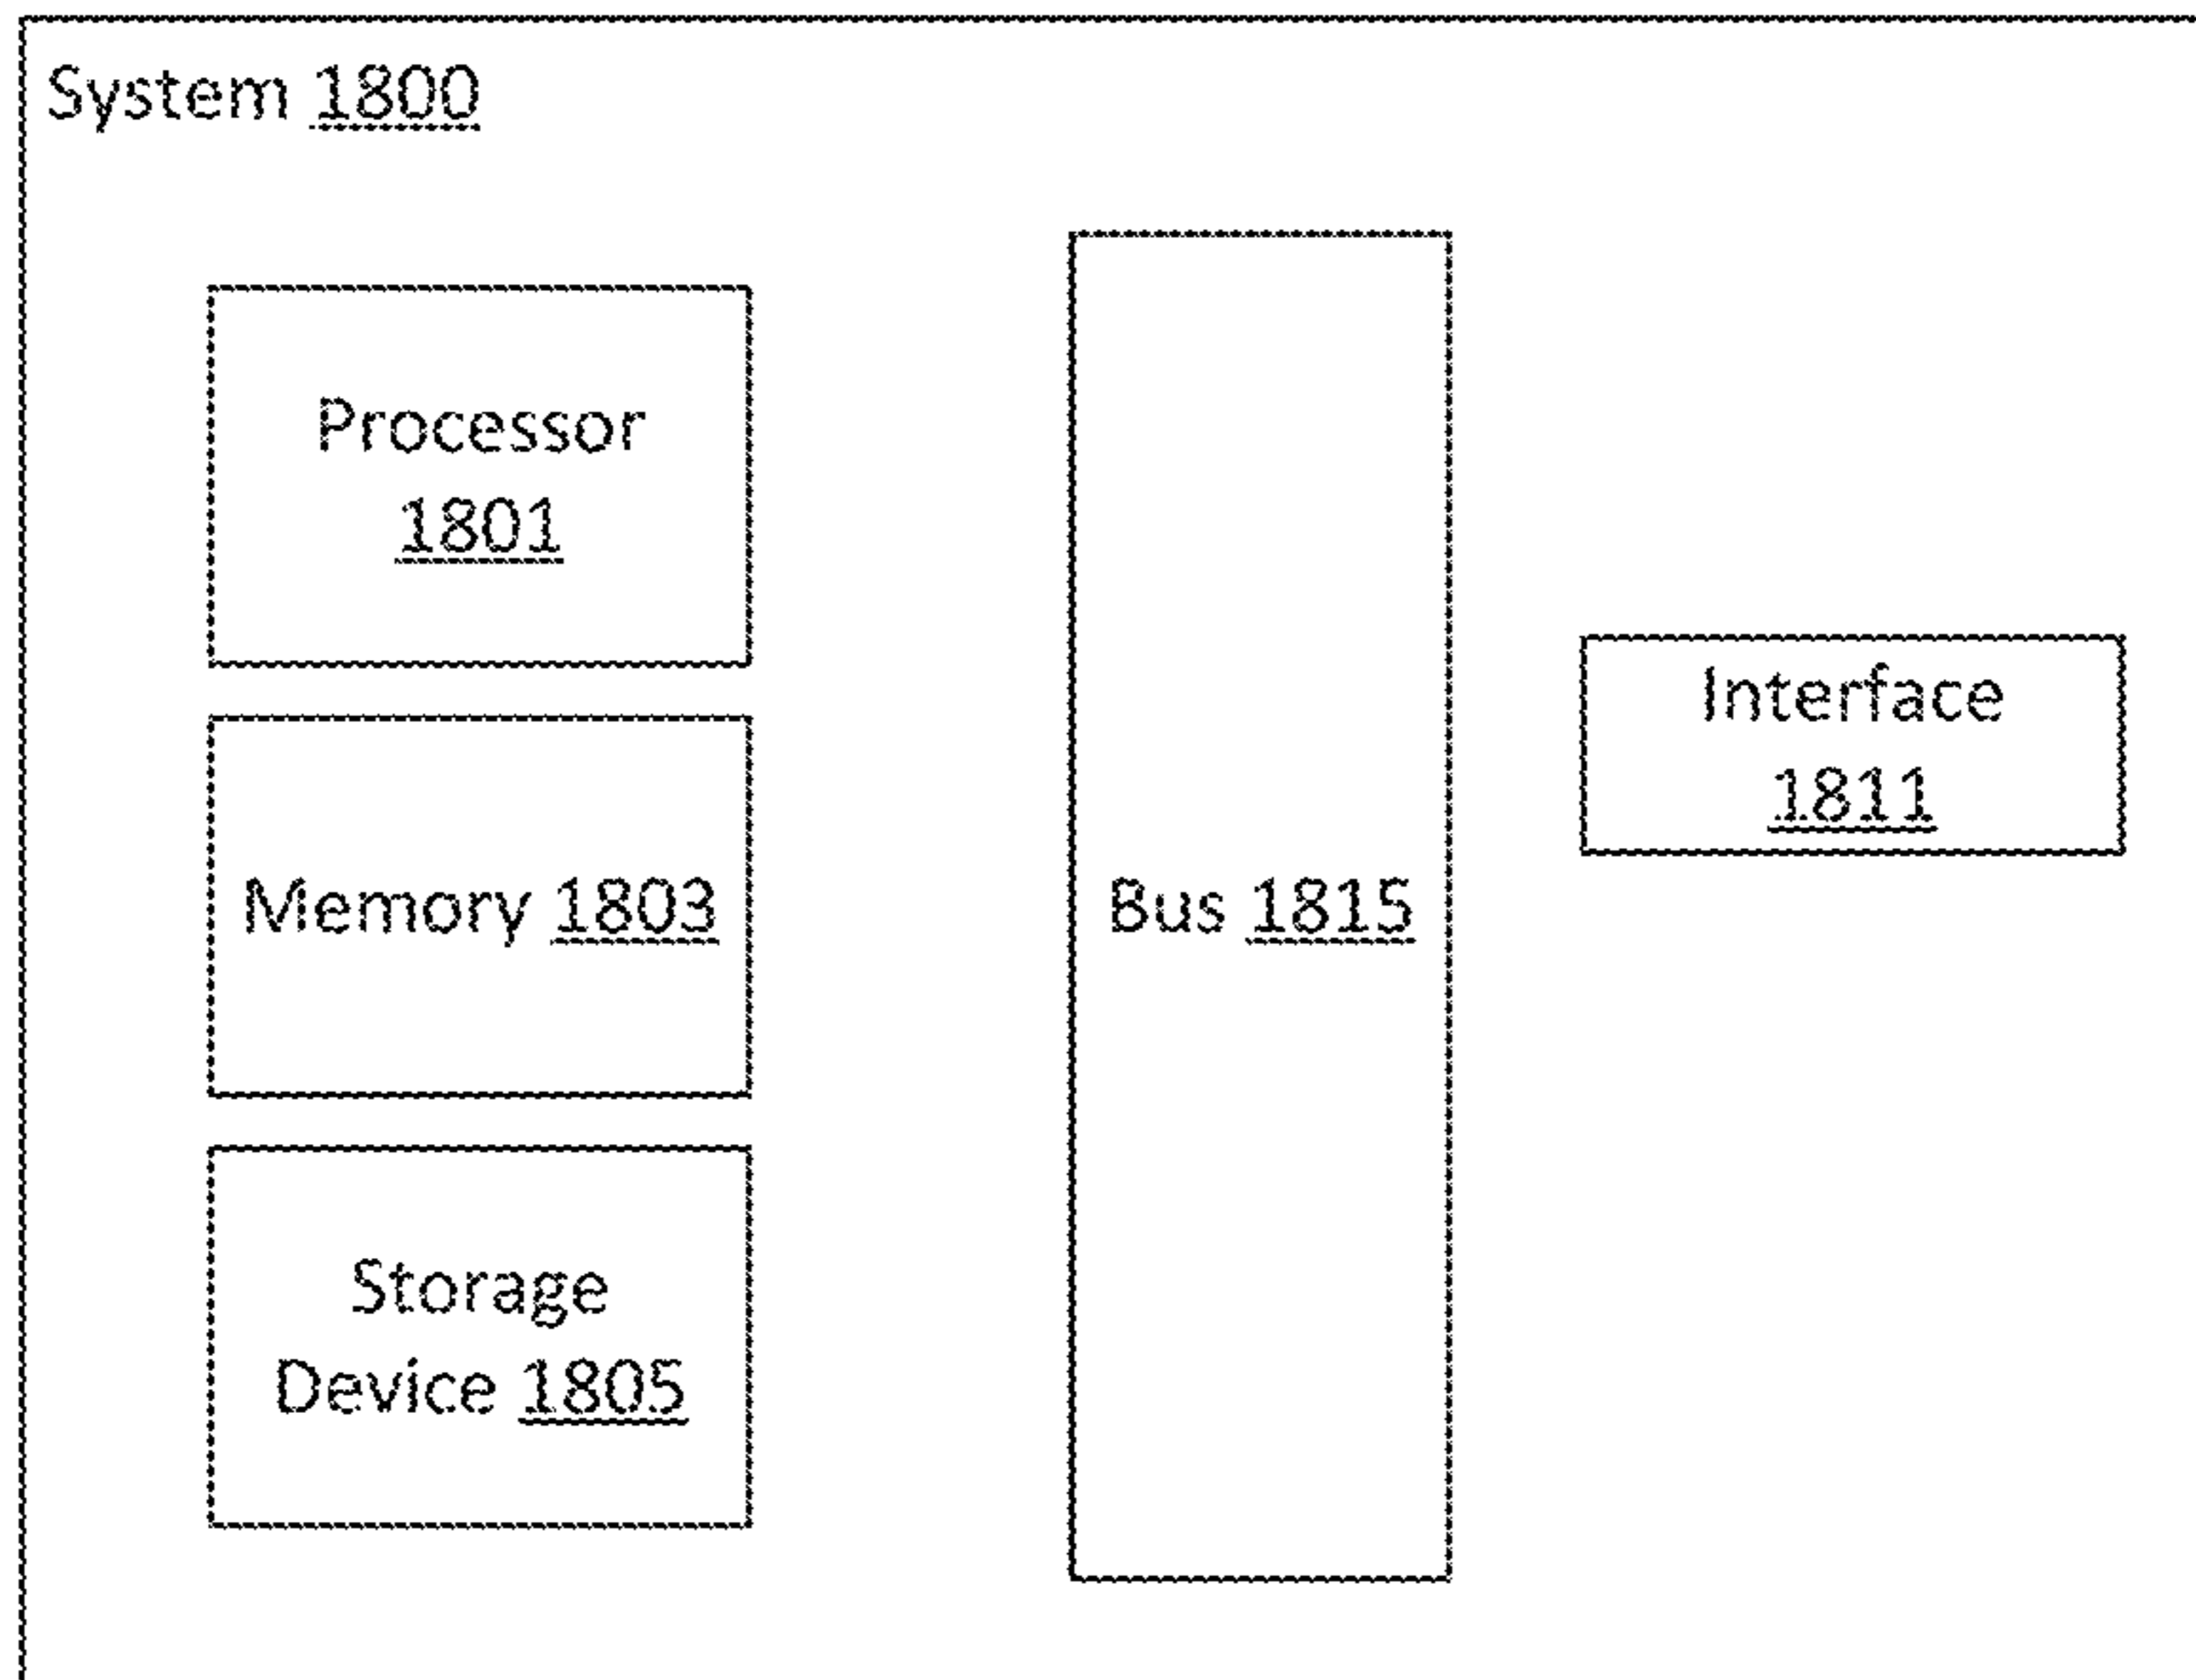 System 1800
Processor
1801
Memory 1803
Storage
Device 1805
Bus 1815
Interface
1811